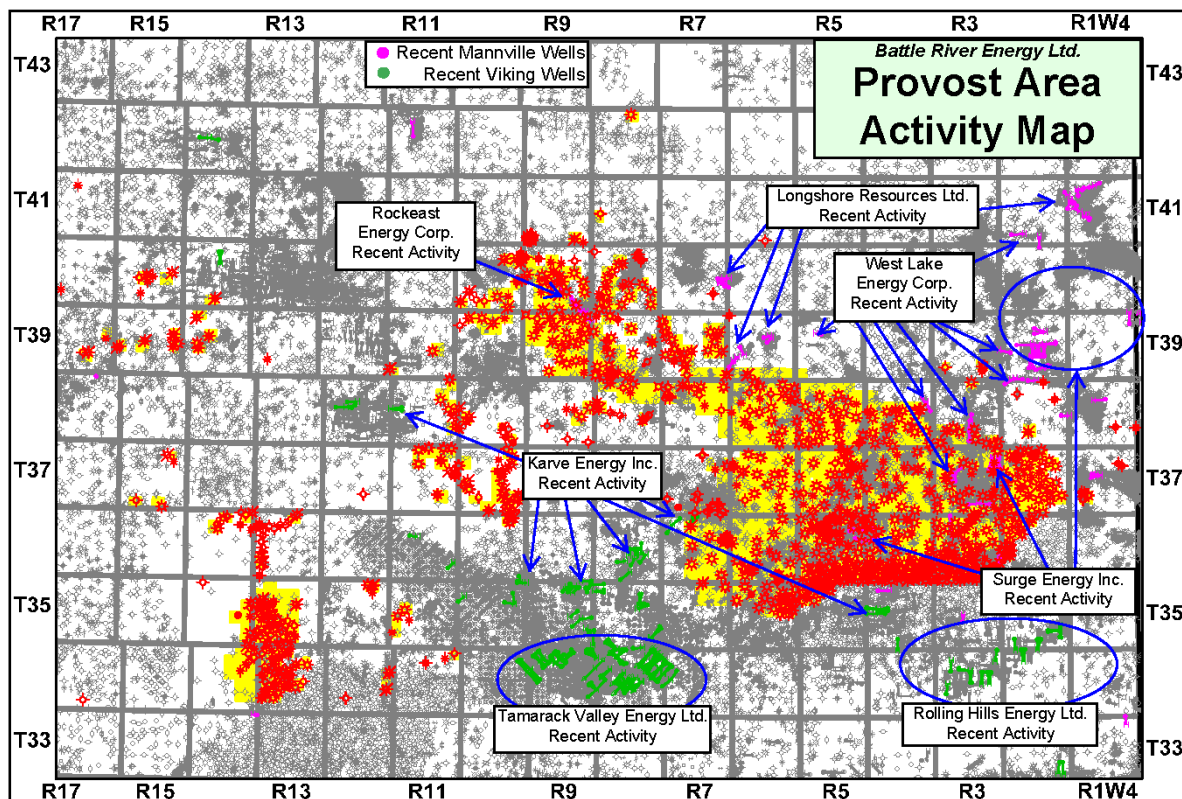 R17 R15 R13 R11 R9 R7 R5 R3 R1W4
Recent Mannville Wells
Recent Viking Wells
Battle River Energy Ltd.
Provost Area
Activity Map
T43 T43
Longshore Resources Ltd.
Recent Activity
T41 T41
Rockeast
Energy Corp.
Recent Activity
West Lake
Energy Corp.
Recent Activity
T39 T39
Karve Energy Inc.
Recent Activity
T37 T37
Surge Energy Inc.
Recent Activity
T35 T35
Tamarack Valley Energy Ltd.
Recent Activity
Rolling Hills Energy Ltd.
Recent Activity
T33 T33
R17 R15 R13 R11 R9 R7 R5 R3 R1W4